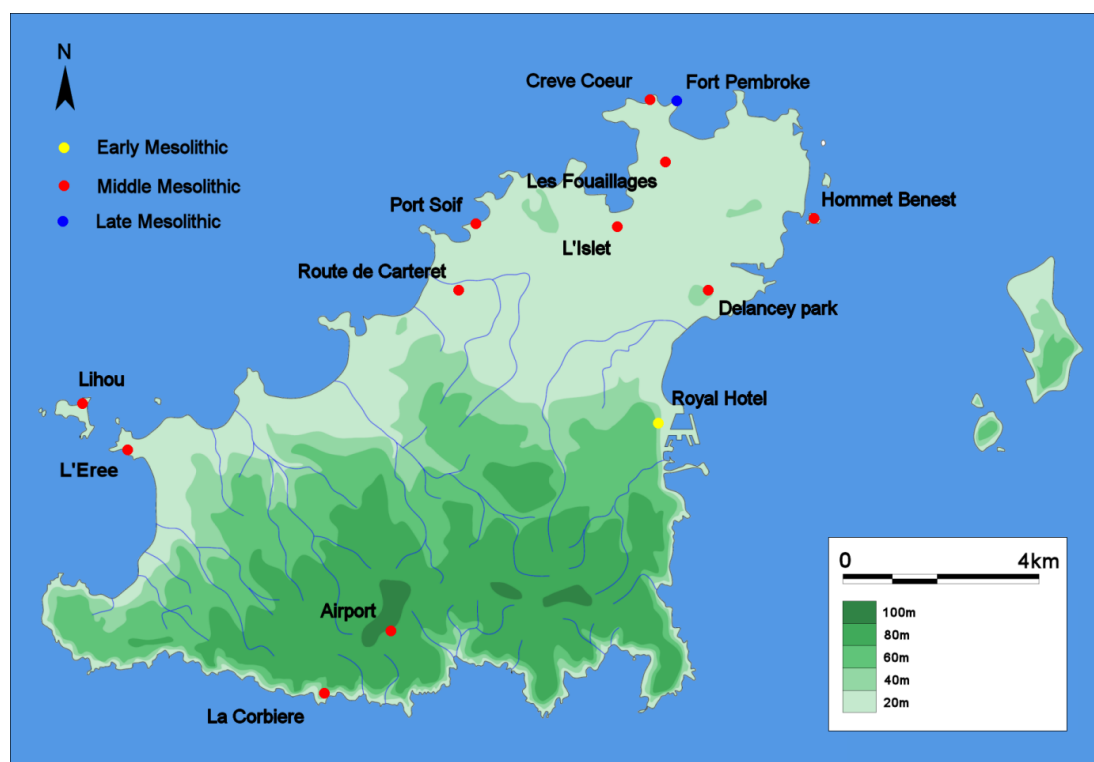 N
Early Mesolithic
Middle Mesolithic
Late Mesolithic
Creve Coeur
Fort Pembroke
Les Fouaillages
Hommet Benest
Port Soif
L'Islet
Route de Carteret
Delancey park
Lihou
Royal Hotel
L'Eree
Airport
La Corbiere
0 4km
100m
80m
60m
40m
20m